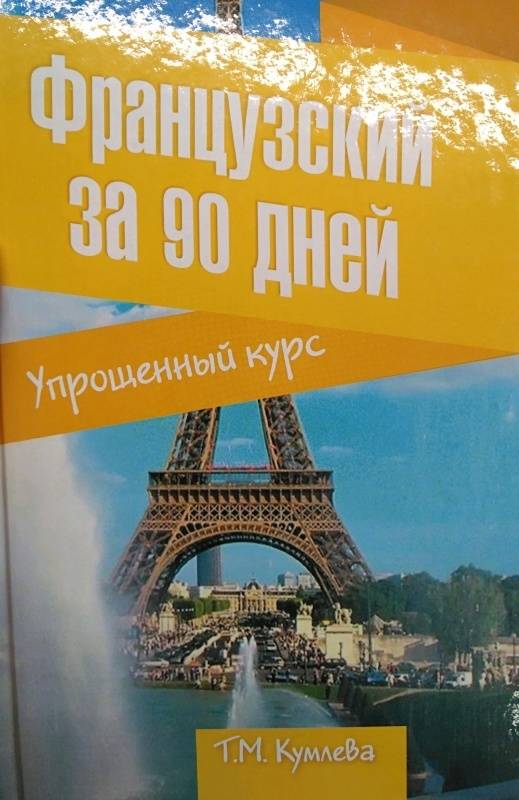 Французский
за 90 дней
Упрощенный курс
Т.М. Кумлева